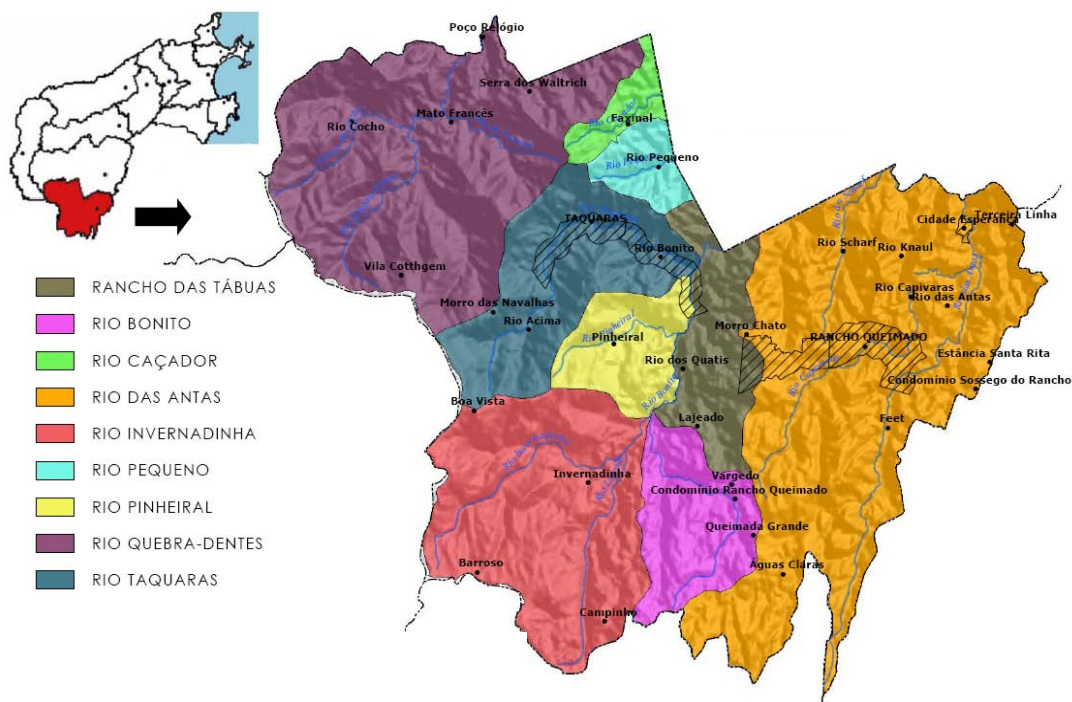 Poço Relógio
Serra dos Waltrich
Mato Francês
Rio Cocho
Faxinal
Rio Pequeno
TAQUARAS
Rio Bonito
Vila Cotthgem
Morro das Navalhas
Rio Acima
Pinheiral
Rio Pinheiral
Boa Vista
Rio dos Quatis
Rio Bonito
Lajeado
Morro Chato
RANCHO QUEIMADO
Rio Scharf
Rio Knaul
Cidade Esperança
Terceira Linha
Rio Capivaras
Rio das Antas
Estância Santa Rita
Condomínio Sossego do Rancho
Feet
Invernadinha
Vargedo
Condomínio Rancho Queimado
Queimada Grande
Águas Claras
Barroso
Campinho
RANCHO DAS TÁBUAS
RIO BONITO
RIO CAÇADOR
RIO DAS ANTAS
RIO INVERNADINHA
RIO PEQUENO
RIO PINHEIRAL
RIO QUEBRA-DENTES
RIO TAQUARAS